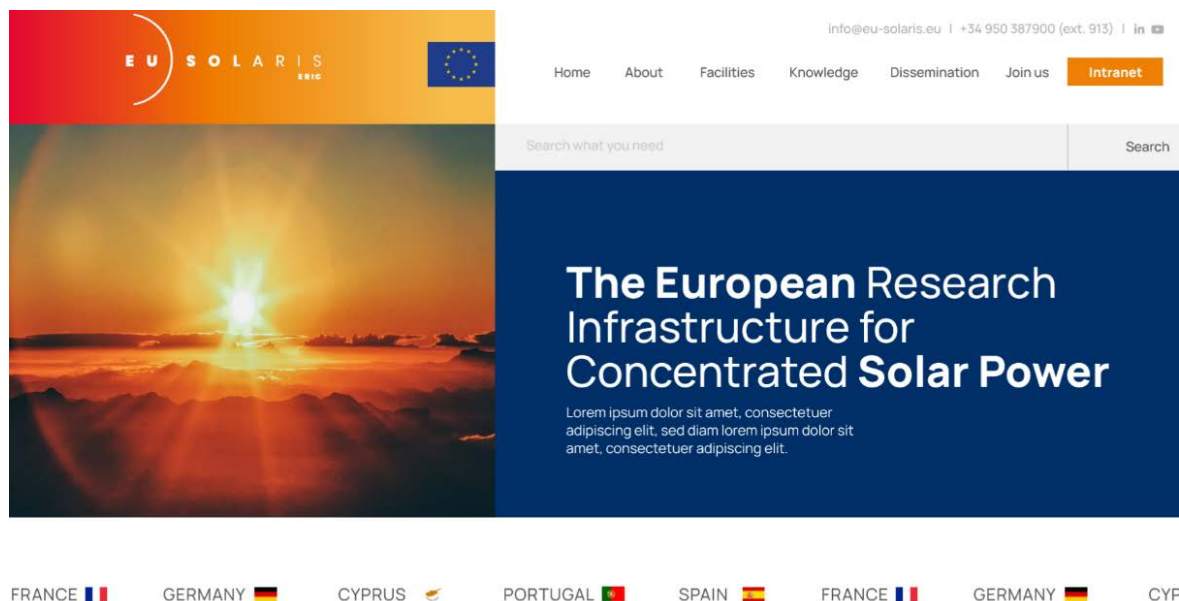 info@eu-solaris.eu | +34 950 387900 (ext. 913) | in
EU SOLARIS
ERIC
Home About Facilities Knowledge Dissemination Join us Intranet
Search what you need Search
The European Research
Infrastructure for
Concentrated Solar Power
Lorem ipsum dolor sit amet, consectetuer
adipiscing elit, sed diam lorem ipsum dolor sit
amet, consectetuer adipiscing elit.
FRANCE GERMANY CYPRUS PORTUGAL SPAIN FRANCE GERMANY CYP